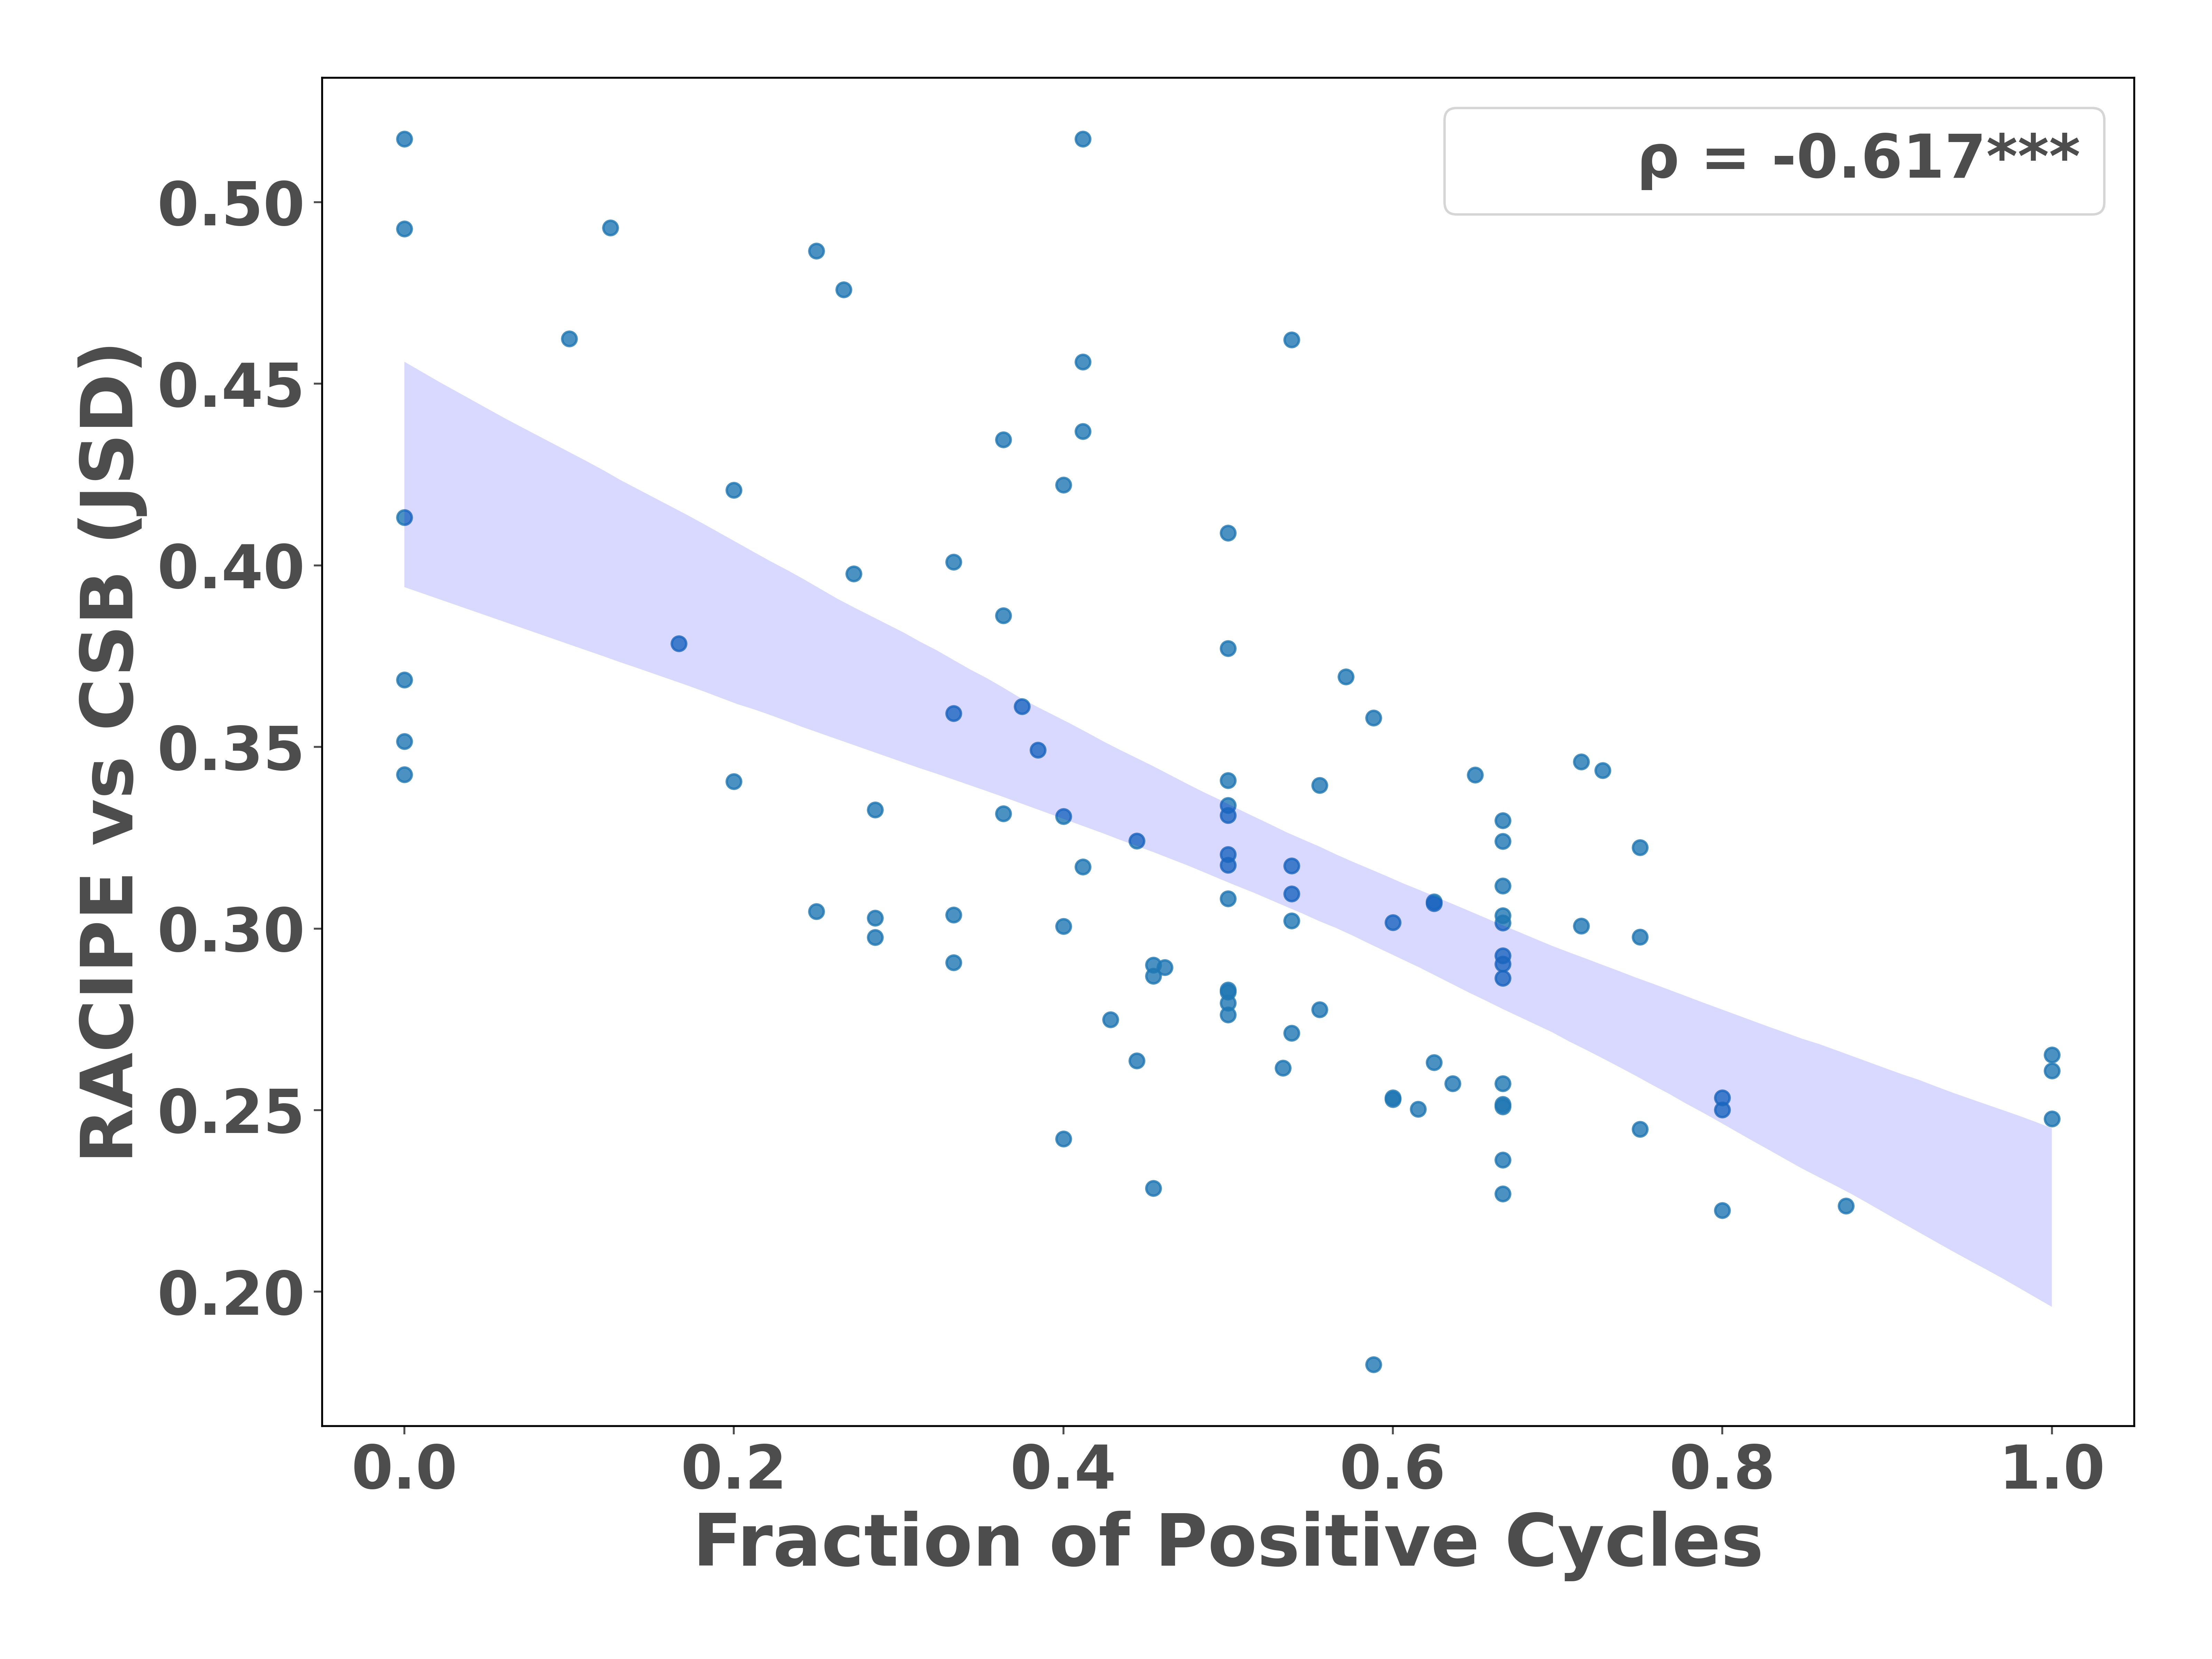 ρ = -0.617***
RACIPE vs CSB (JSD)
0.50
0.45
0.40
0.35
0.30
0.25
0.20
0.0 0.2 0.4 0.6 0.8 1.0
Fraction of Positive Cycles